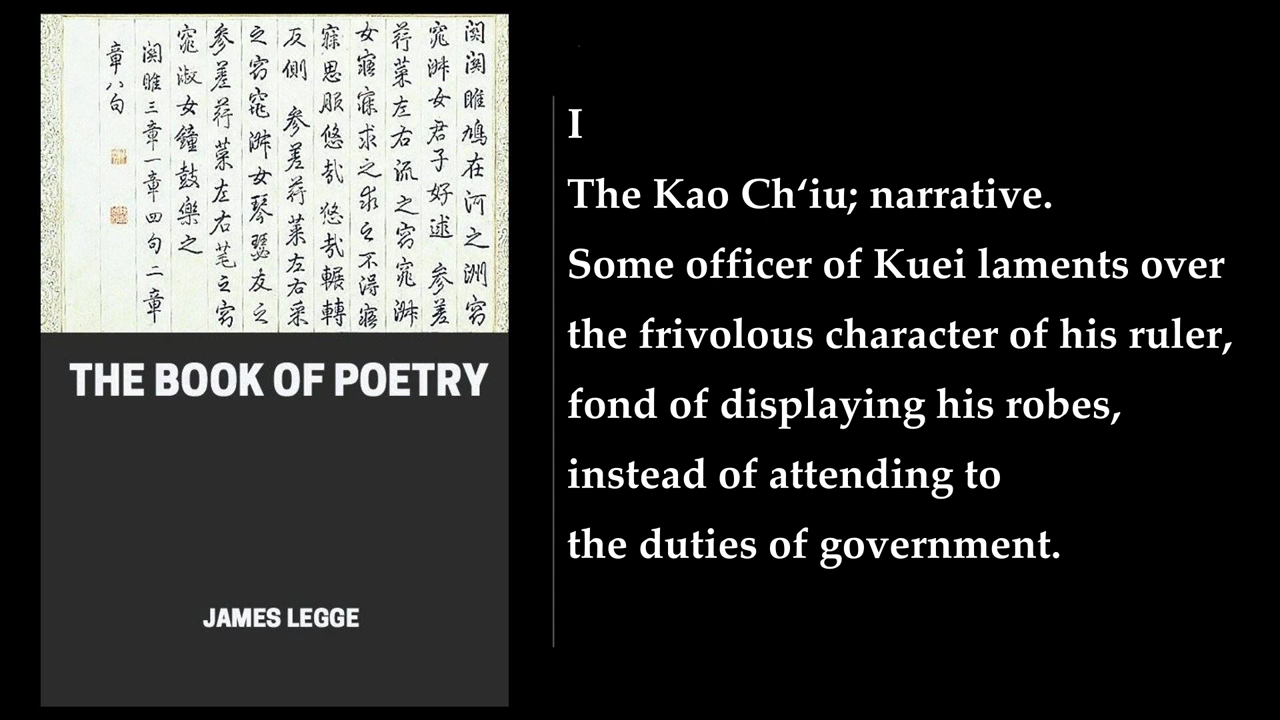 關關雎鳩在河之洲窈
窕淑女君子好逑 參差
荇菜左右流之窈窕淑
女寤寐求之求之不得寤
寐思服悠哉悠哉輾轉
反側 參差荇菜左右采
之窈窕淑女琴瑟友之
參差荇菜左右芼之窈
窕淑女鐘鼓樂之
關雎三章一章四句二章
章八句
THE BOOK OF POETRY
JAMES LEGGE
I
The Kao Ch‘iu; narrative.
Some officer of Kuei laments over
the frivolous character of his ruler,
fond of displaying his robes,
instead of attending to
the duties of government.